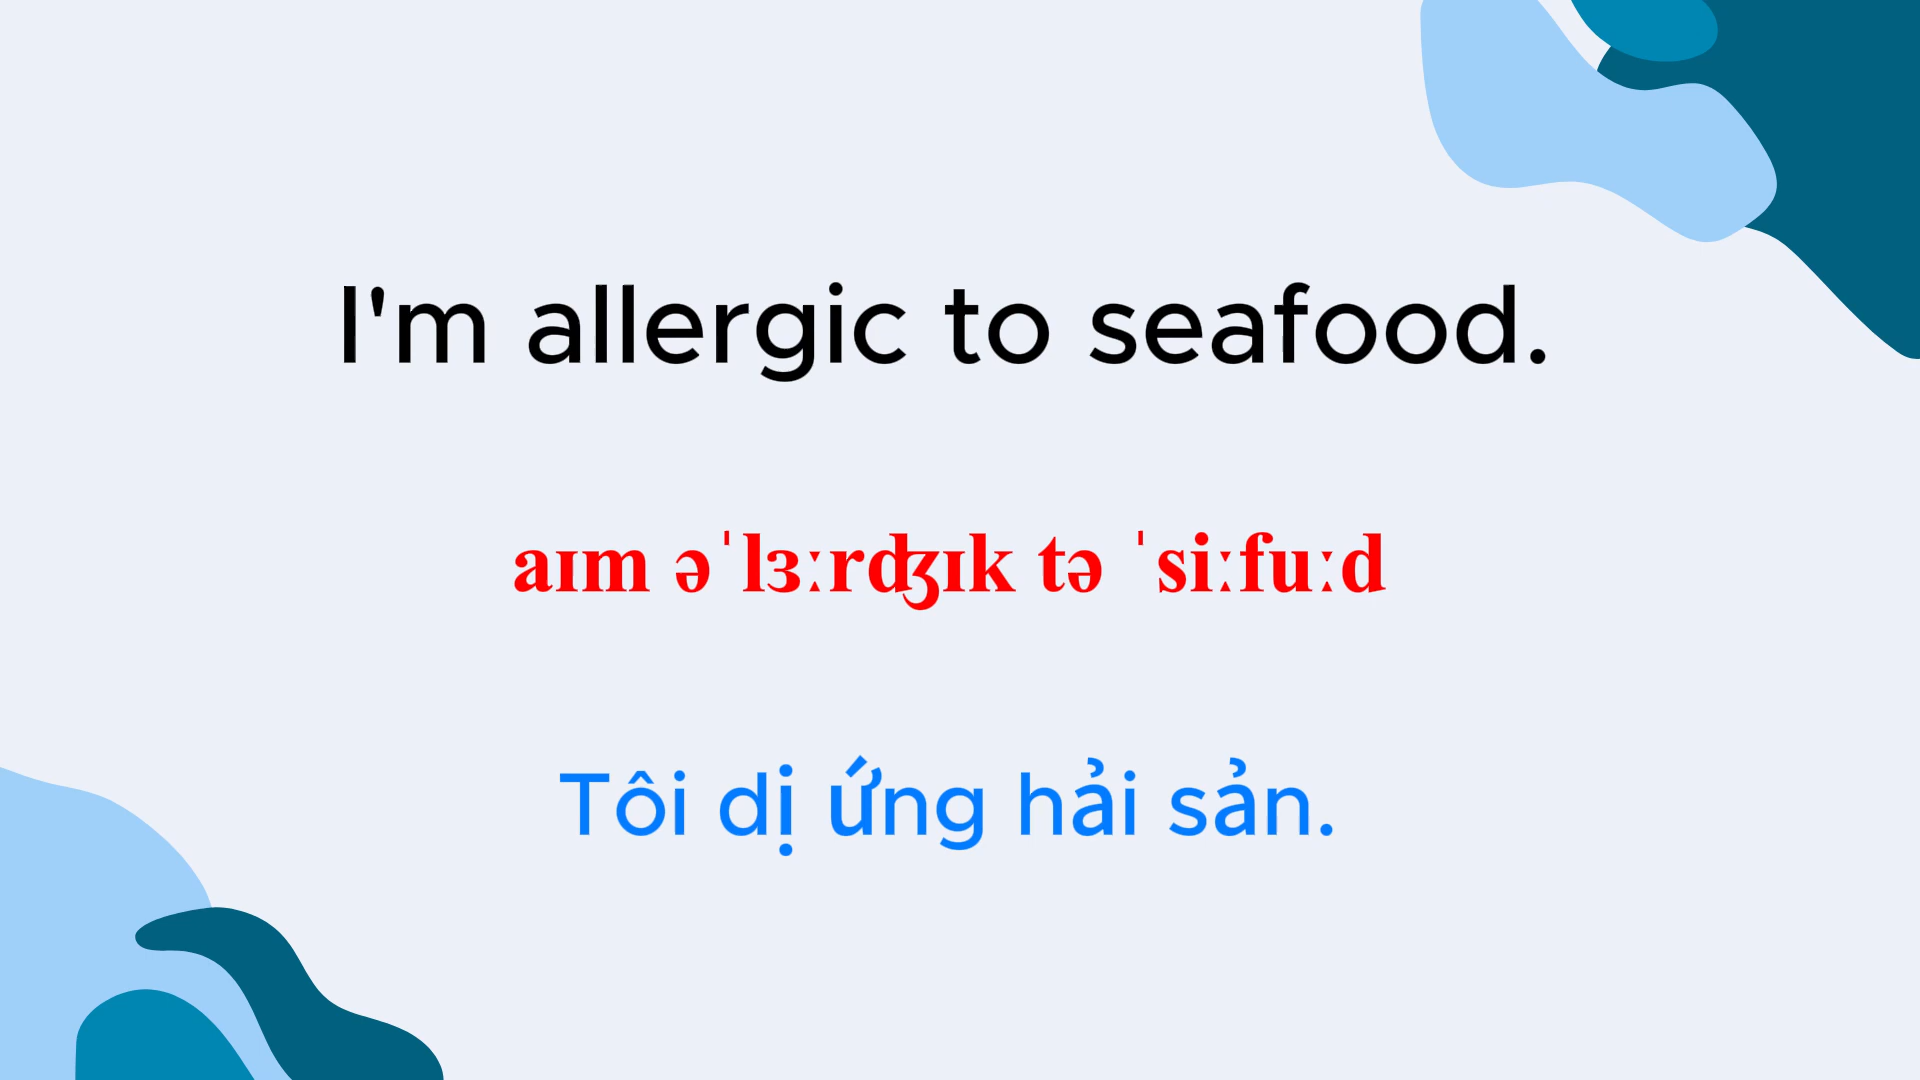 I'm allergic to seafood.
aɪm əˈlɜːrʤɪk tə ˈsiːfuːd
Tôi dị ứng hải sản.